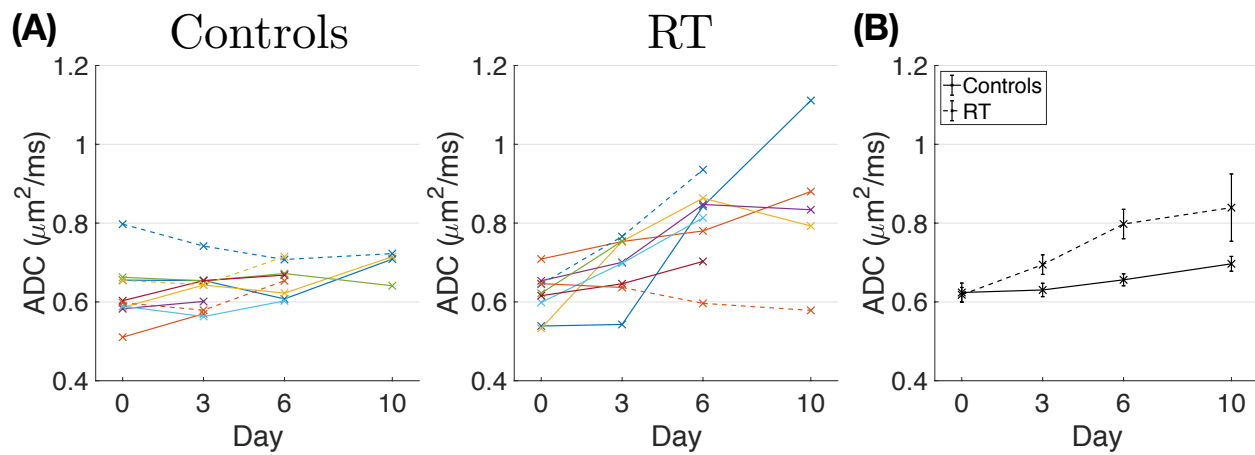 (A)
Controls
1.2
1
0.8
0.6
0.4
ADC (μm²/ms)
0 3 6 10
Day
RT
1.2
1
0.8
0.6
0.4
ADC (μm²/ms)
0 3 6 10
Day
(B)
1.2
1
0.8
0.6
0.4
ADC (μm²/ms)
Controls
RT
0 3 6 10
Day